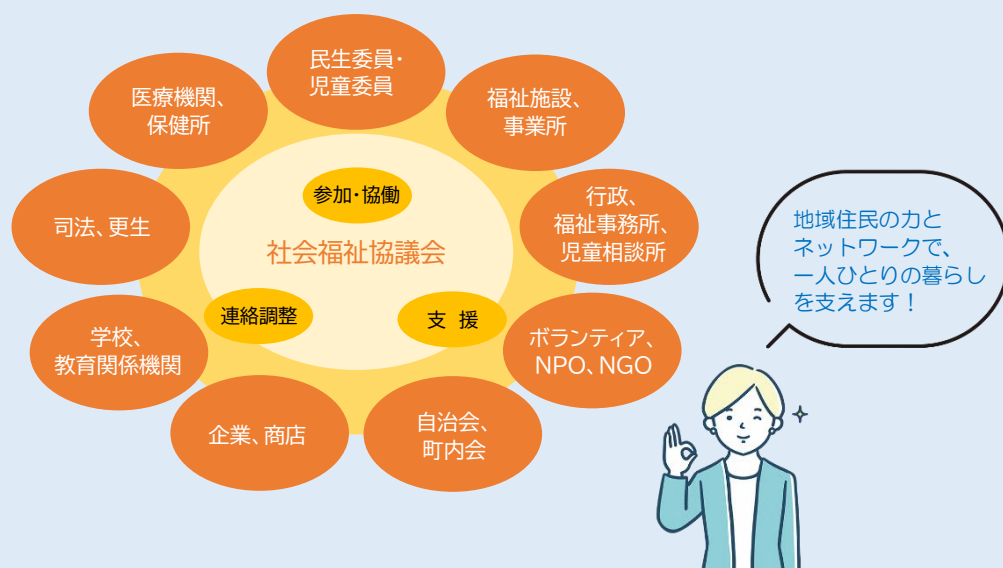 民生委員・
児童委員
福祉施設、
事業所
行政、
福祉事務所、
児童相談所
ボランティア、
NPO、NGO
自治会、
町内会
企業、商店
学校、
教育関係機関
司法、更生
医療機関、
保健所
参加・協働
社会福祉協議会
連絡調整
支 援
地域住民の力と
ネットワークで、
一人ひとりの暮らし
を支えます！